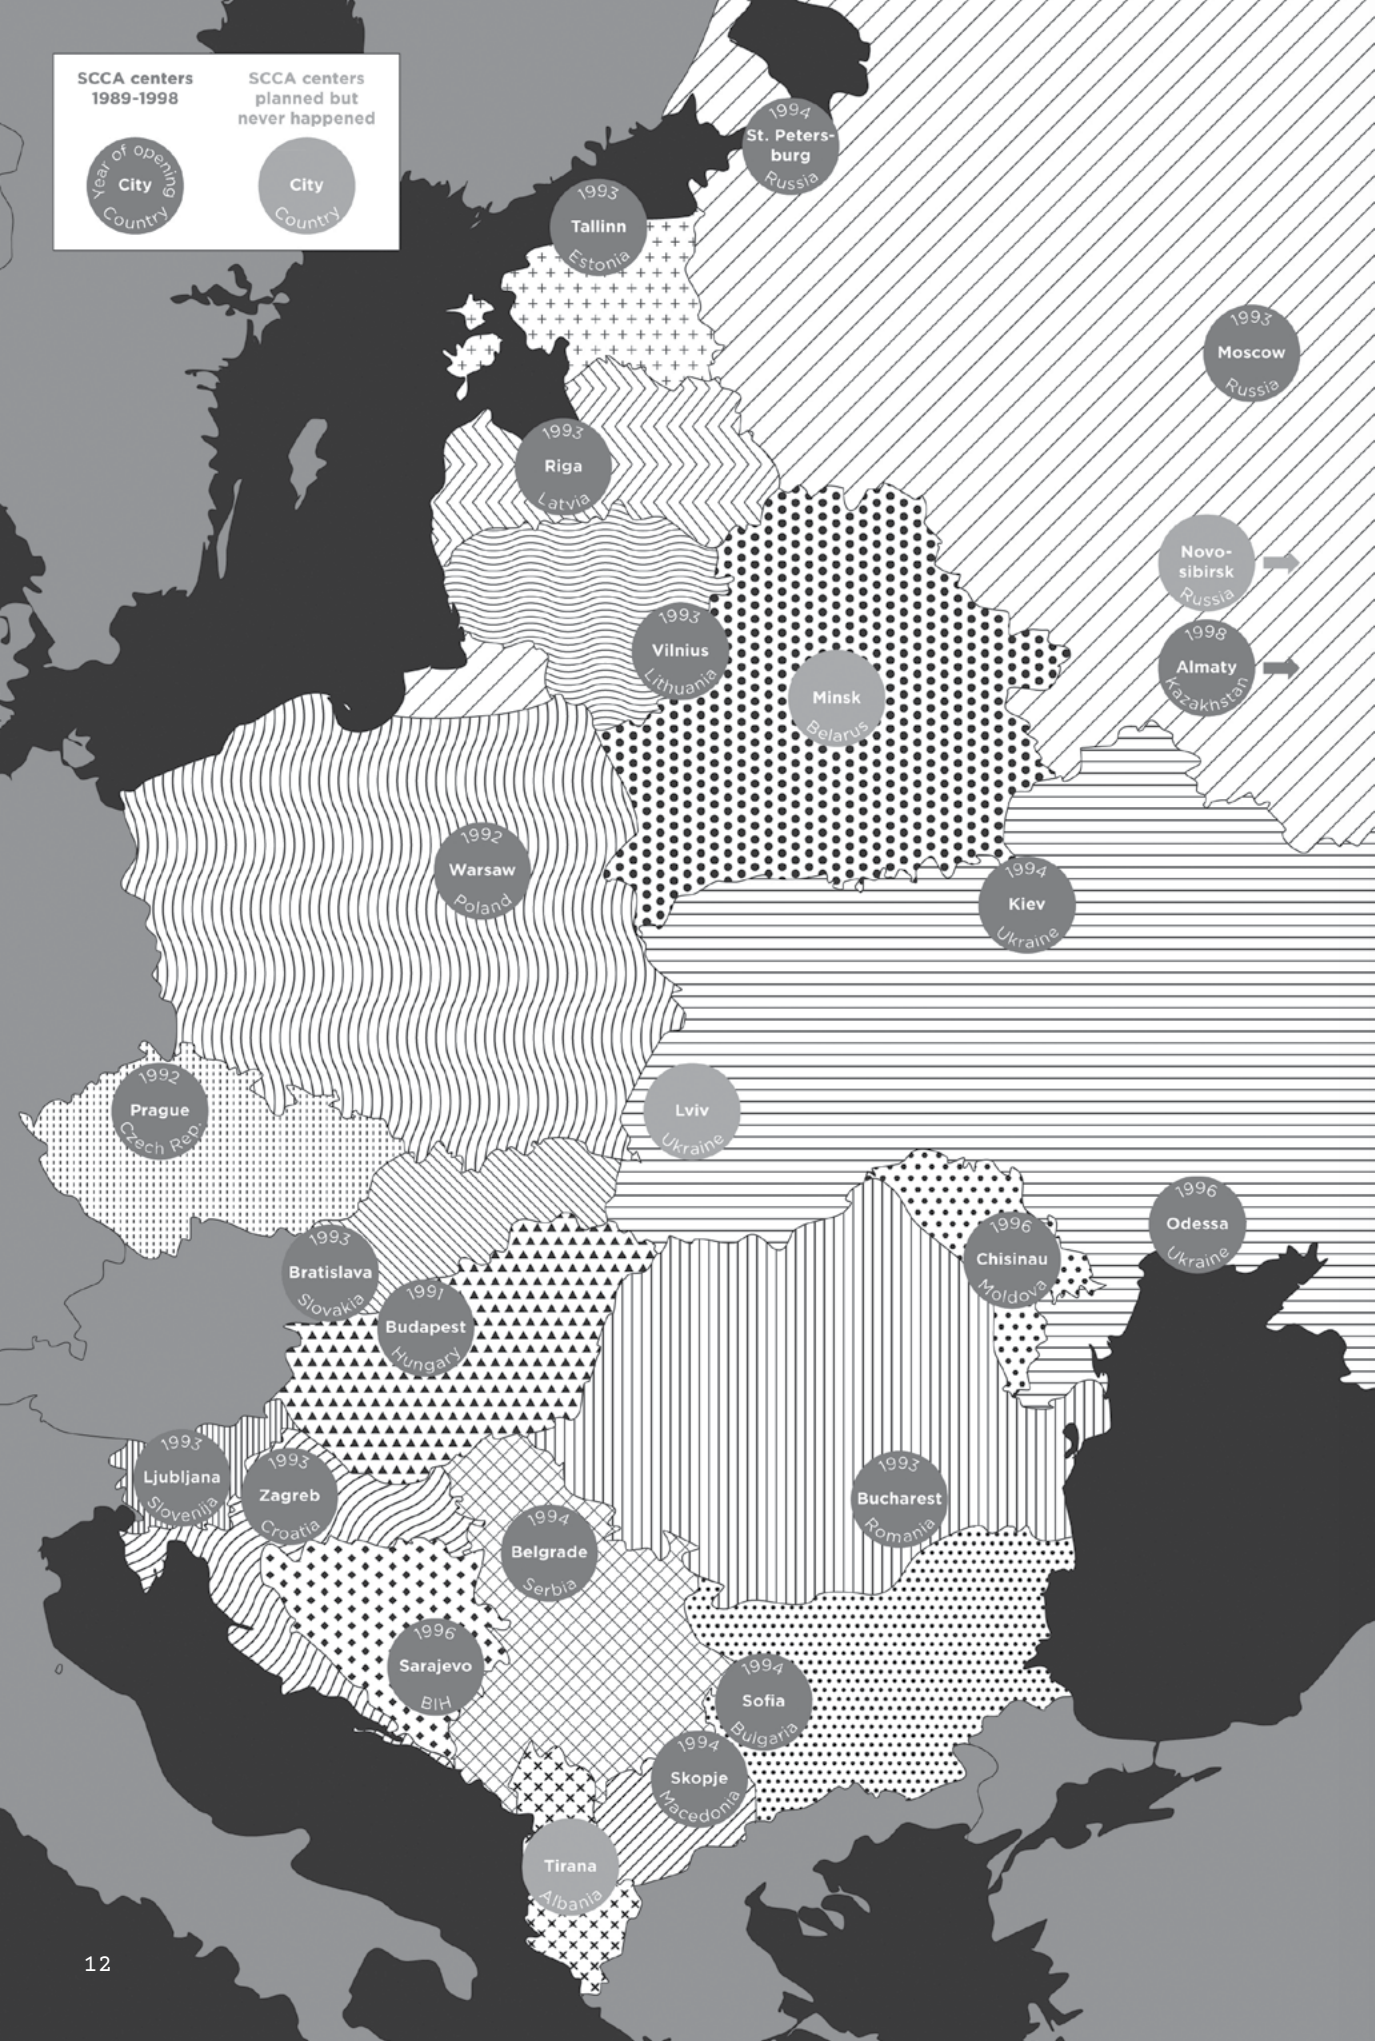 SCCA centers
1989-1998
Year of opening
City
Country
SCCA centers
planned but
never happened
City
Country
1994
St. Peters-
burg
Russia
1993
Tallinn
Estonia
1993
Moscow
Russia
1993
Riga
Latvia
Novo-
sibirsk
Russia
1998
Almaty
Kazakhstan
1993
Vilnius
Lithuania
Minsk
Belarus
1992
Warsaw
Poland
1994
Kiev
Ukraine
1992
Prague
Czech Rep.
Lviv
Ukraine
1996
Odessa
Ukraine
1996
Chisinau
Moldova
1993
Bratislava
Slovakia
1991
Budapest
Hungary
1993
Ljubljana
Slovenija
1993
Zagreb
Croatia
1993
Bucharest
Romania
1994
Belgrade
Serbia
1996
Sarajevo
BIH
1994
Sofia
Bulgaria
1994
Skopje
Macedonia
Tirana
Albania
12